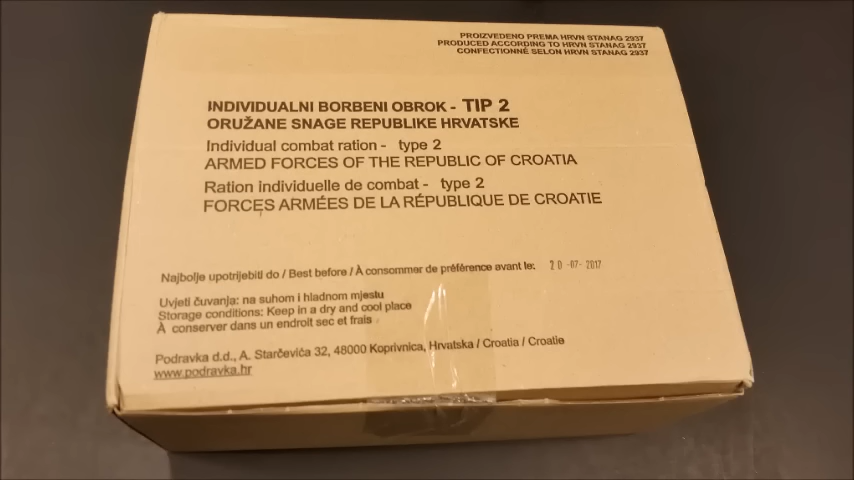 PROIZVEDENO PREMA HRVN STANAG 2937
PRODUCED ACCORDING TO HRVN STANAG 2937
CONFECTIONNÉ SELON HRVN STANAG 2937
INDIVIDUALNI BORBENI OBROK - TIP 2
ORUŽANE SNAGE REPUBLIKE HRVATSKE
Individual combat ration - type 2
ARMED FORCES OF THE REPUBLIC OF CROATIA
Ration individuelle de combat - type 2
FORCES ARMÉES DE LA RÉPUBLIQUE DE CROATIE
Najbolje upotrijebiti do / Best before / À consommer de préférence avant le: 20-07-2017
Uvjeti čuvanja: na suhom i hladnom mjestu
Storage conditions: Keep in a dry and cool place
À conserver dans un endroit sec et frais
Podravka d.d., A. Starčevića 32, 48000 Koprivnica, Hrvatska / Croatia / Croatie
www.podravka.hr